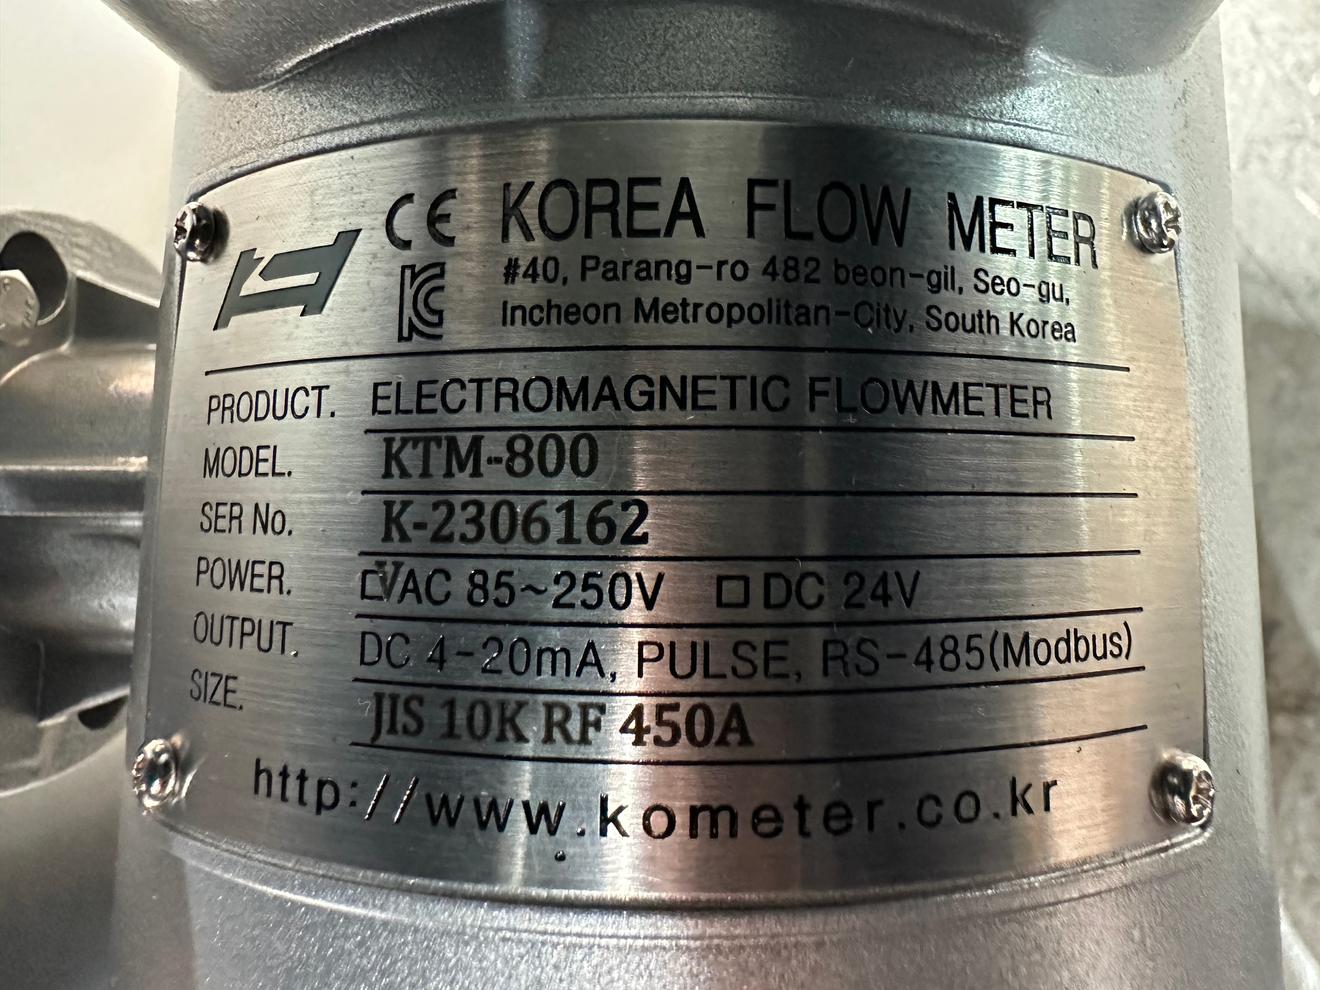 CE KOREA FLOW METER
#40, Parang-ro 482 beon-gil, Seo-gu,
Incheon Metropolitan-City, South Korea
PRODUCT. ELECTROMAGNETIC FLOWMETER
MODEL. KTM-800
SER No. K-2306162
POWER. ☑AC 85~250V □DC 24V
OUTPUT. DC 4-20mA, PULSE, RS-485(Modbus)
SIZE. JIS 10K RF 450A
http://www.kometer.co.kr